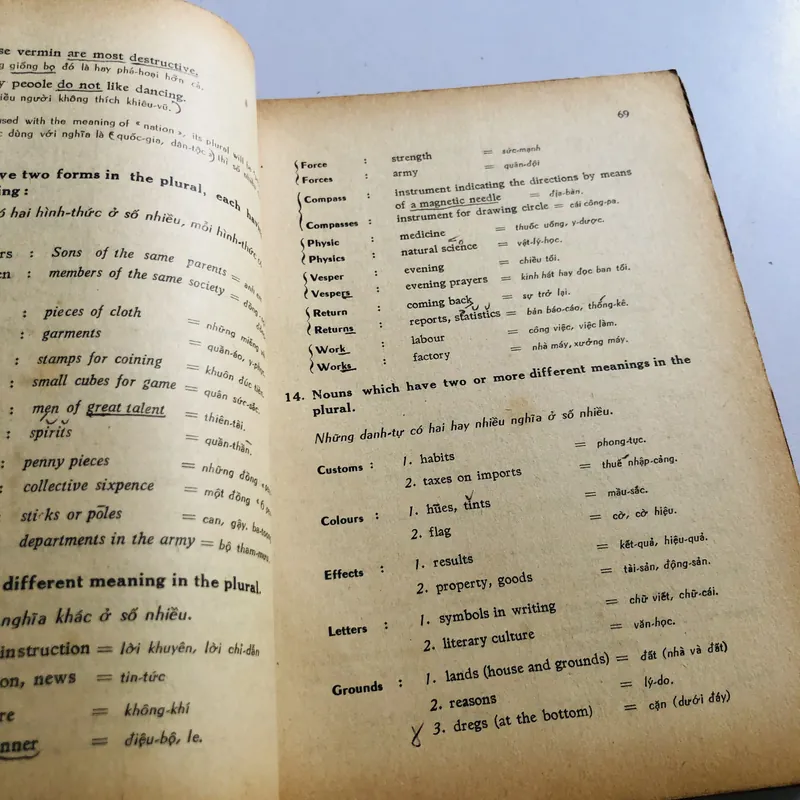 se vermin are most destructive.
giống bọ đó là hay phá-hoại hơn cả.
peoole do not like dancing.
người không thích khiêu-vũ.)
used with the meaning of « nation », its plural will
dùng với nghĩa là (« quốc-gia, dân-tộc ») thì số nhiều
ve two forms in the plural, each
ing :
có hai hình-thức ở số nhiều, mỗi hình-thức
rs : Sons of the same parents = anh em
en : members of the same society = đồng
: pieces of cloth = những miếng
: garments = quần-áo, y-phục
: stamps for coining = khuôn đúc tiền.
: small cubes for game = quân súc-sắc.
: men of great talent = thiên-tài.
: spirits = quần-thần.
: penny pieces = những đồng
: collective sixpence = một đồng
sticks or poles = can, gậy,
departments in the army = bộ tham-mưu
different meaning in the plural.
nghĩa khác ở số nhiều.
instruction = lời khuyên, lời chỉ-dẫn
on, news = tin-tức
re = không-khí
nner = điệu-bộ, le.
69
Force : strength = sức-mạnh
Forces : army = quân-đội
Compass : instrument indicating the directions by means
of a magnetic needle = địa-bàn.
Compasses : instrument for drawing circle = cái công-pa.
Physic : medicine = thuốc uống, y-dược.
Physics : natural science = vật-lý-học.
Vesper : evening = chiều tối.
Vespers : evening prayers = kinh hát hay đọc ban tối.
Return : coming back = sự trở lại.
Returns : reports, statistics = bản báo-cáo, thống-kê.
Work : labour = công việc, việc làm.
Works : factory = nhà máy, xưởng máy.
14. Nouns which have two or more different meanings in the
plural.
Những danh-tự có hai hay nhiều nghĩa ở số nhiều.
Customs : 1. habits = phong-tục.
2. taxes on imports = thuế nhập-cảng.
Colours : 1. hues, tints = mầu-sắc.
2. flag = cờ, cờ hiệu.
Effects : 1. results = kết-quả, hiệu-quả.
2. property, goods = tài-sản, động-sản.
Letters : 1. symbols in writing = chữ viết, chữ-cái.
2. literary culture = văn-học.
Grounds : 1. lands (house and grounds) = đất (nhà và đất)
2. reasons = lý-do.
3. dregs (at the bottom) = cặn (dưới đáy)